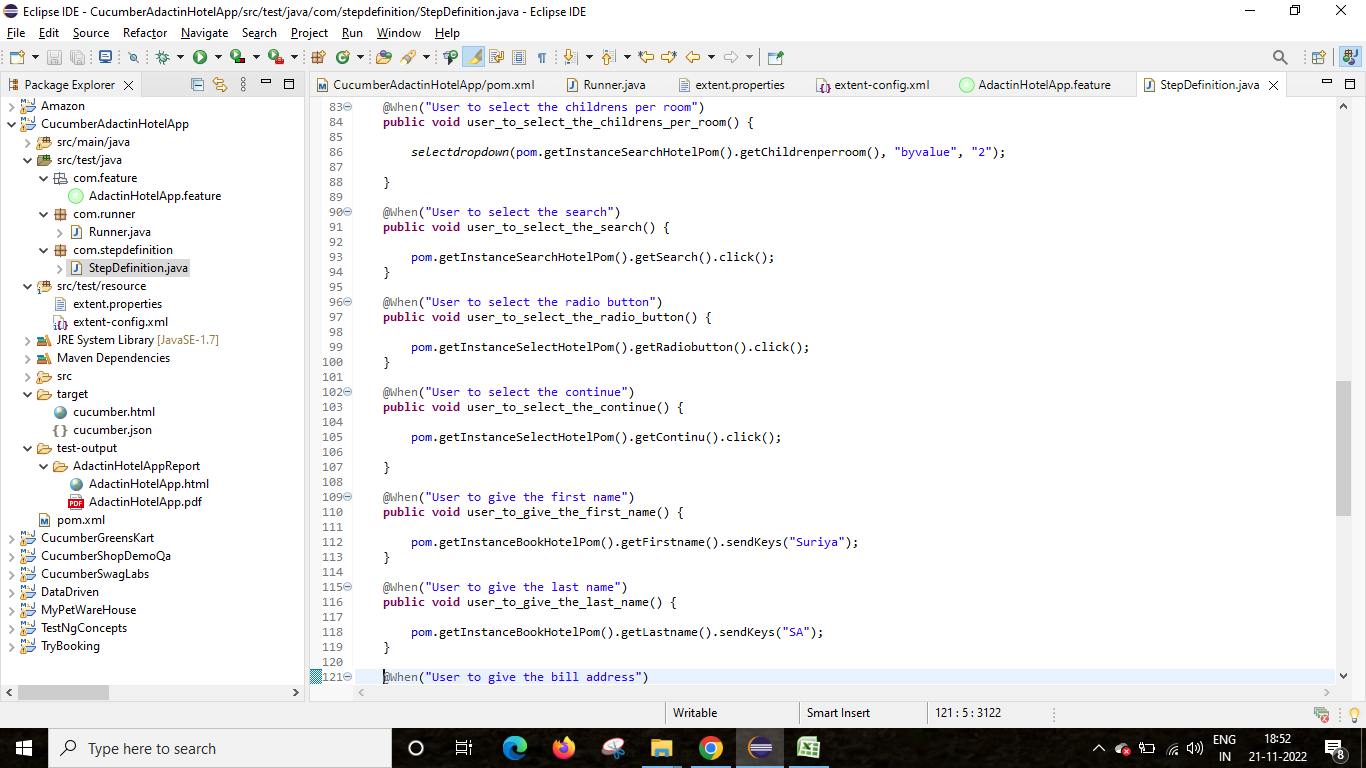 Eclipse IDE - CucumberAdactinHotelApp/src/test/java/com/stepdefinition/StepDefinition.java - Eclipse IDE
File Edit Source Refactor Navigate Search Project Run Window Help
Package Explorer
CucumberAdactinHotelApp/pom.xml Runner.java extent.properties extent-config.xml AdactinHotelApp.feature StepDefinition.java
Amazon
CucumberAdactinHotelApp
src/main/java
src/test/java
com.feature
AdactinHotelApp.feature
com.runner
Runner.java
com.stepdefinition
StepDefinition.java
src/test/resource
extent.properties
extent-config.xml
JRE System Library [JavaSE-1.7]
Maven Dependencies
src
target
cucumber.html
cucumber.json
test-output
AdactinHotelAppReport
AdactinHotelApp.html
PDF AdactinHotelApp.pdf
pom.xml
CucumberGreensKart
CucumberShopDemoQa
CucumberSwagLabs
DataDriven
MyPetWareHouse
TestNgConcepts
TryBooking
83 @When("User to select the childrens per room")
84 public void user_to_select_the_childrens_per_room() {
85
86 selectdropdown(pom.getInstanceSearchHotelPom().getChildrenperroom(), "byvalue", "2");
87
88 }
89
90 @When("User to select the search")
91 public void user_to_select_the_search() {
92
93 pom.getInstanceSearchHotelPom().getSearch().click();
94 }
95
96 @When("User to select the radio button")
97 public void user_to_select_the_radio_button() {
98
99 pom.getInstanceSelectHotelPom().getRadiobutton().click();
100 }
101
102 @When("User to select the continue")
103 public void user_to_select_the_continue() {
104
105 pom.getInstanceSelectHotelPom().getContinu().click();
106
107 }
108
109 @When("User to give the first name")
110 public void user_to_give_the_first_name() {
111
112 pom.getInstanceBookHotelPom().getFirstname().sendKeys("Suriya");
113 }
114
115 @When("User to give the last name")
116 public void user_to_give_the_last_name() {
117
118 pom.getInstanceBookHotelPom().getLastname().sendKeys("SA");
119 }
120
121 @When("User to give the bill address")
Writable Smart Insert 121 : 5 : 3122
Type here to search
ENG
IN
18:52
21-11-2022
8